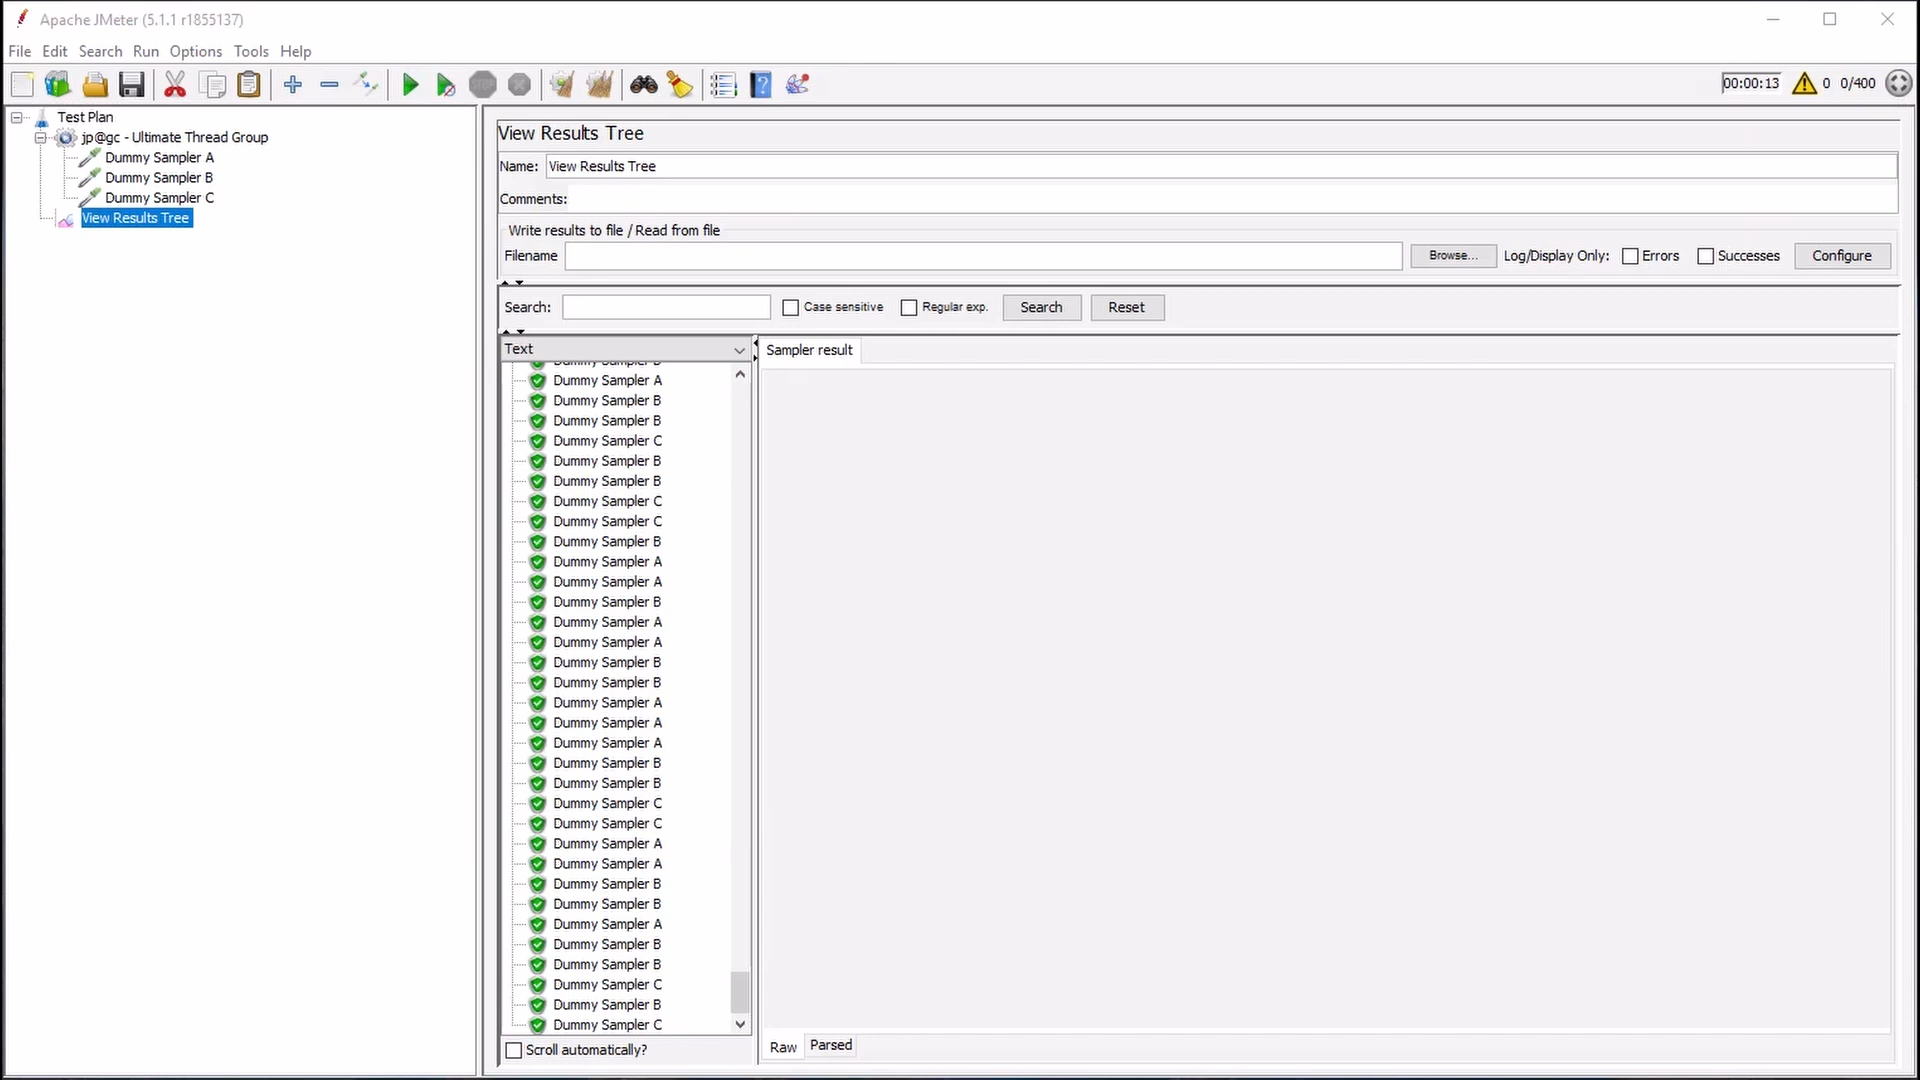 Apache JMeter (5.1.1 r1855137)
File Edit Search Run Options Tools Help
00:00:13 0 0/400
Test Plan
jp@gc - Ultimate Thread Group
Dummy Sampler A
Dummy Sampler B
Dummy Sampler C
View Results Tree
View Results Tree
Name: View Results Tree
Comments:
Write results to file / Read from file
Filename Browse... Log/Display Only: Errors Successes Configure
Search: Case sensitive Regular exp. Search Reset
Text
Sampler result
Dummy Sampler B
Dummy Sampler A
Dummy Sampler B
Dummy Sampler B
Dummy Sampler C
Dummy Sampler B
Dummy Sampler B
Dummy Sampler C
Dummy Sampler C
Dummy Sampler B
Dummy Sampler A
Dummy Sampler A
Dummy Sampler B
Dummy Sampler A
Dummy Sampler A
Dummy Sampler B
Dummy Sampler B
Dummy Sampler A
Dummy Sampler A
Dummy Sampler A
Dummy Sampler B
Dummy Sampler B
Dummy Sampler C
Dummy Sampler C
Dummy Sampler A
Dummy Sampler A
Dummy Sampler B
Dummy Sampler B
Dummy Sampler A
Dummy Sampler B
Dummy Sampler B
Dummy Sampler C
Dummy Sampler B
Dummy Sampler C
Scroll automatically?
Raw Parsed